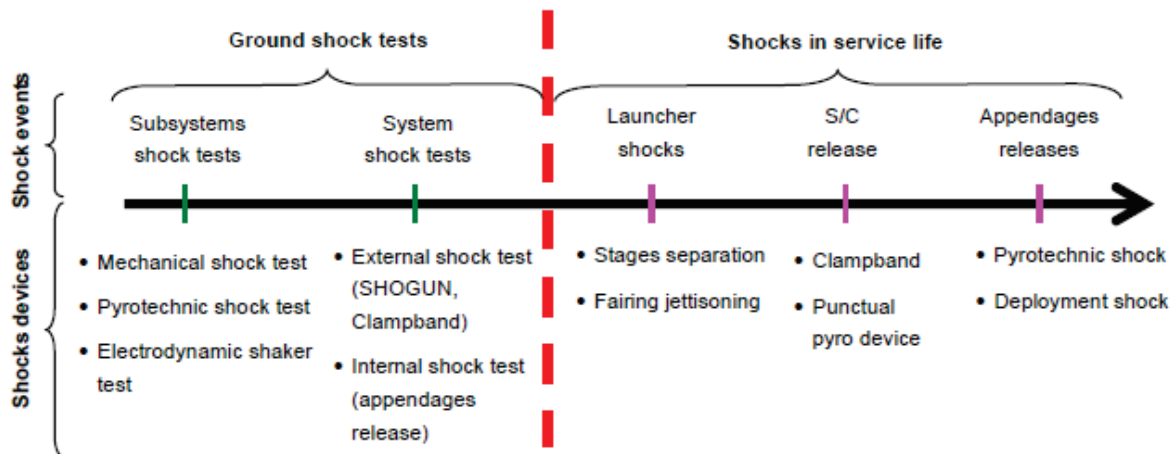 Ground shock tests
Shocks in service life
Shock events
Subsystems
shock tests
System
shock tests
Launcher
shocks
S/C
release
Appendages
releases
Shocks devices
• Mechanical shock test
• Pyrotechnic shock test
• Electrodynamic shaker
test
• External shock test
(SHOGUN,
Clampband)
• Internal shock test
(appendages
release)
• Stages separation
• Fairing jettisoning
• Clampband
• Punctual
pyro device
• Pyrotechnic shock
• Deployment shock